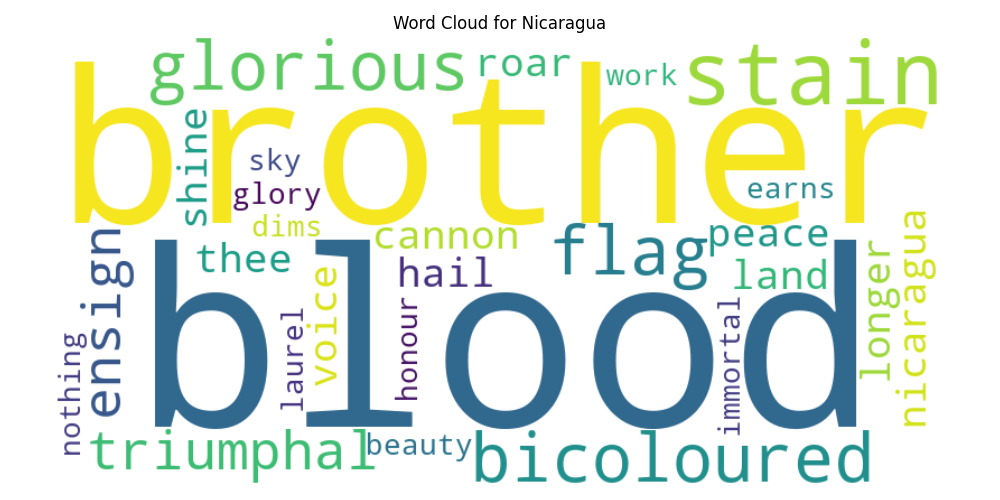 Word Cloud for Nicaragua
glorious
roar
work
stain
brother
shine
sky
glory
earns
dims
cannon
flag
peace
ensign
thee
hail
land
blood
longer
nicaragua
voice
laurel
honour
immortal
nothing
triumphal
beauty
bicoloured